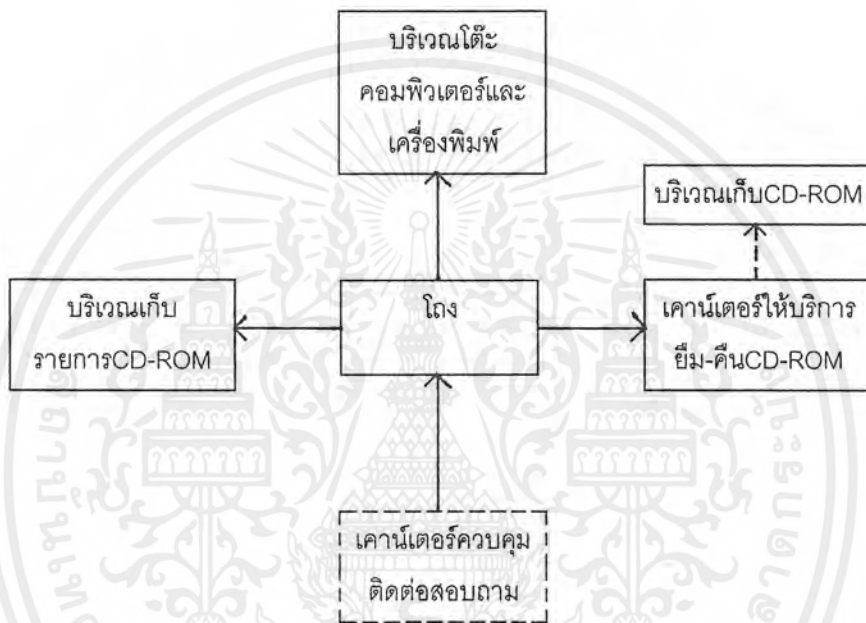 บริเวณโต๊ะ
คอมพิวเตอร์และ
เครื่องพิมพ์
บริเวณเก็บCD-ROM
บริเวณเก็บ
รายการCD-ROM
โถง
เคาน์เตอร์ให้บริการ
ยืม-คืนCD-ROM
เคาน์เตอร์ควบคุม
ติดต่อสอบถาม